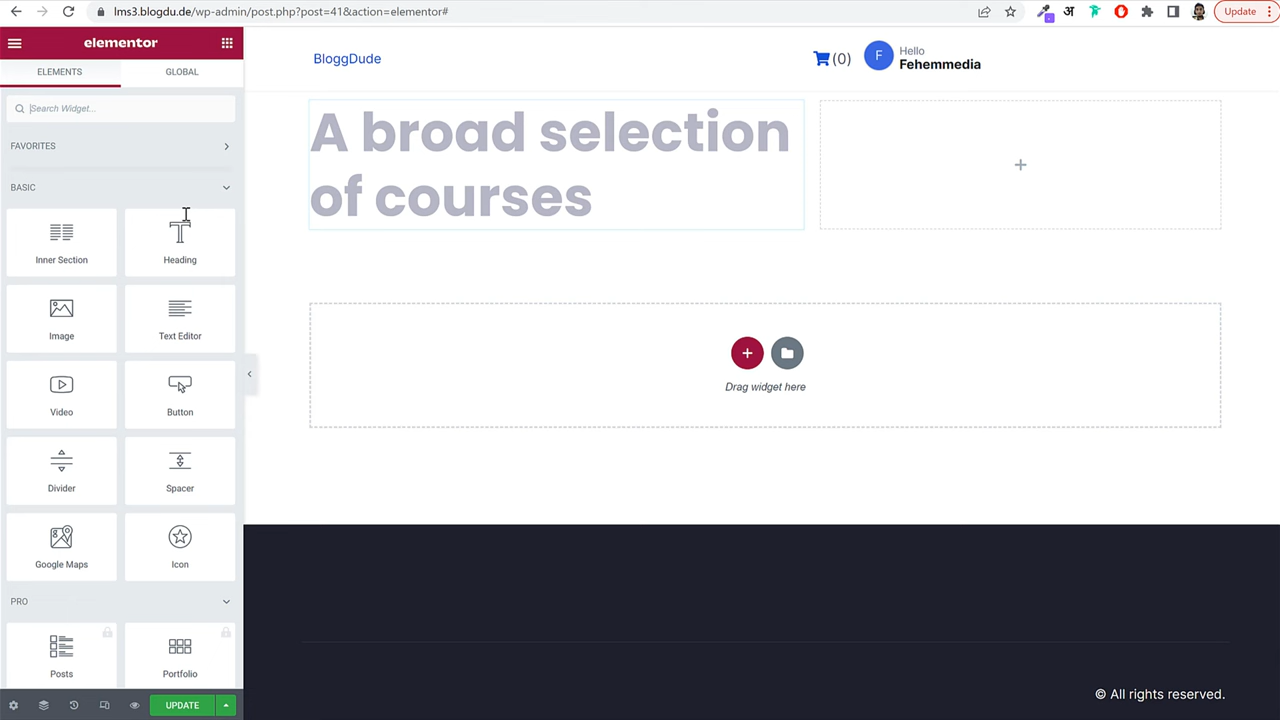 lms3.blogdu.de/wp-admin/post.php?post=41&action=elementor#
अ
Update
elementor
ELEMENTS
GLOBAL
Search Widget...
FAVORITES
BASIC
Inner Section
Heading
Image
Text Editor
Video
Button
Divider
Spacer
Google Maps
Icon
PRO
Posts
Portfolio
UPDATE
BloggDude
(0)
F
Hello
Fehemmedia
A broad selection
of courses
Drag widget here
© All rights reserved.